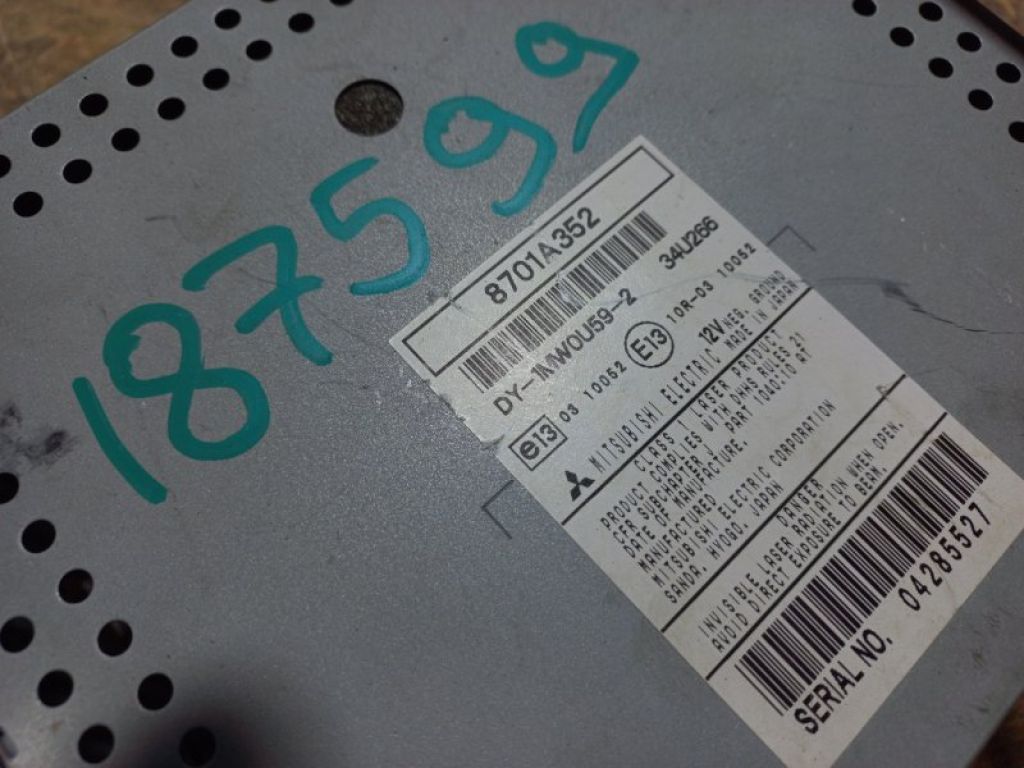 18759 9
8701A352
DY-1MW0U59-2 34U266
e13 03 10052 E13 10R-03 10052
MITSUBISHI ELECTRIC 12V NEG. GROUND
MADE IN JAPAN
CLASS 1 LASER PRODUCT
PRODUCT COMPLIES WITH DHHS RULES 21
CFR SUBCHAPTER J, PART 1040.10 AT
DATE OF MANUFACTURE.
MANUFACTURED
MITSUBISHI ELECTRIC CORPORATION
SANDA, HYOGO, JAPAN
DANGER
INVISIBLE LASER RADIATION WHEN OPEN.
AVOID DIRECT EXPOSURE TO BEAM.
SERIAL NO. 04285527